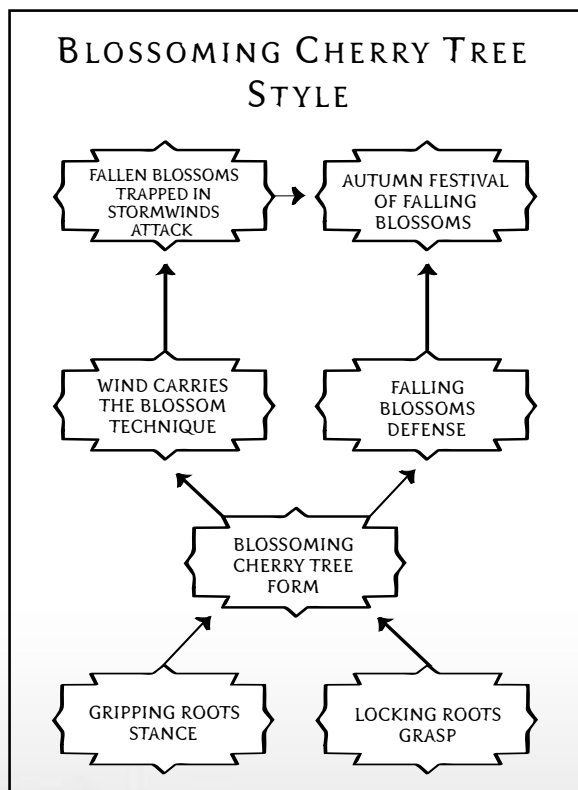 BLOSSOMING CHERRY TREE
STYLE
FALLEN BLOSSOMS
TRAPPED IN
STORMWINDS
ATTACK
AUTUMN FESTIVAL
OF FALLING
BLOSSOMS
WIND CARRIES
THE BLOSSOM
TECHNIQUE
FALLING
BLOSSOMS
DEFENSE
BLOSSOMING
CHERRY TREE
FORM
GRIPPING ROOTS
STANCE
LOCKING ROOTS
GRASP